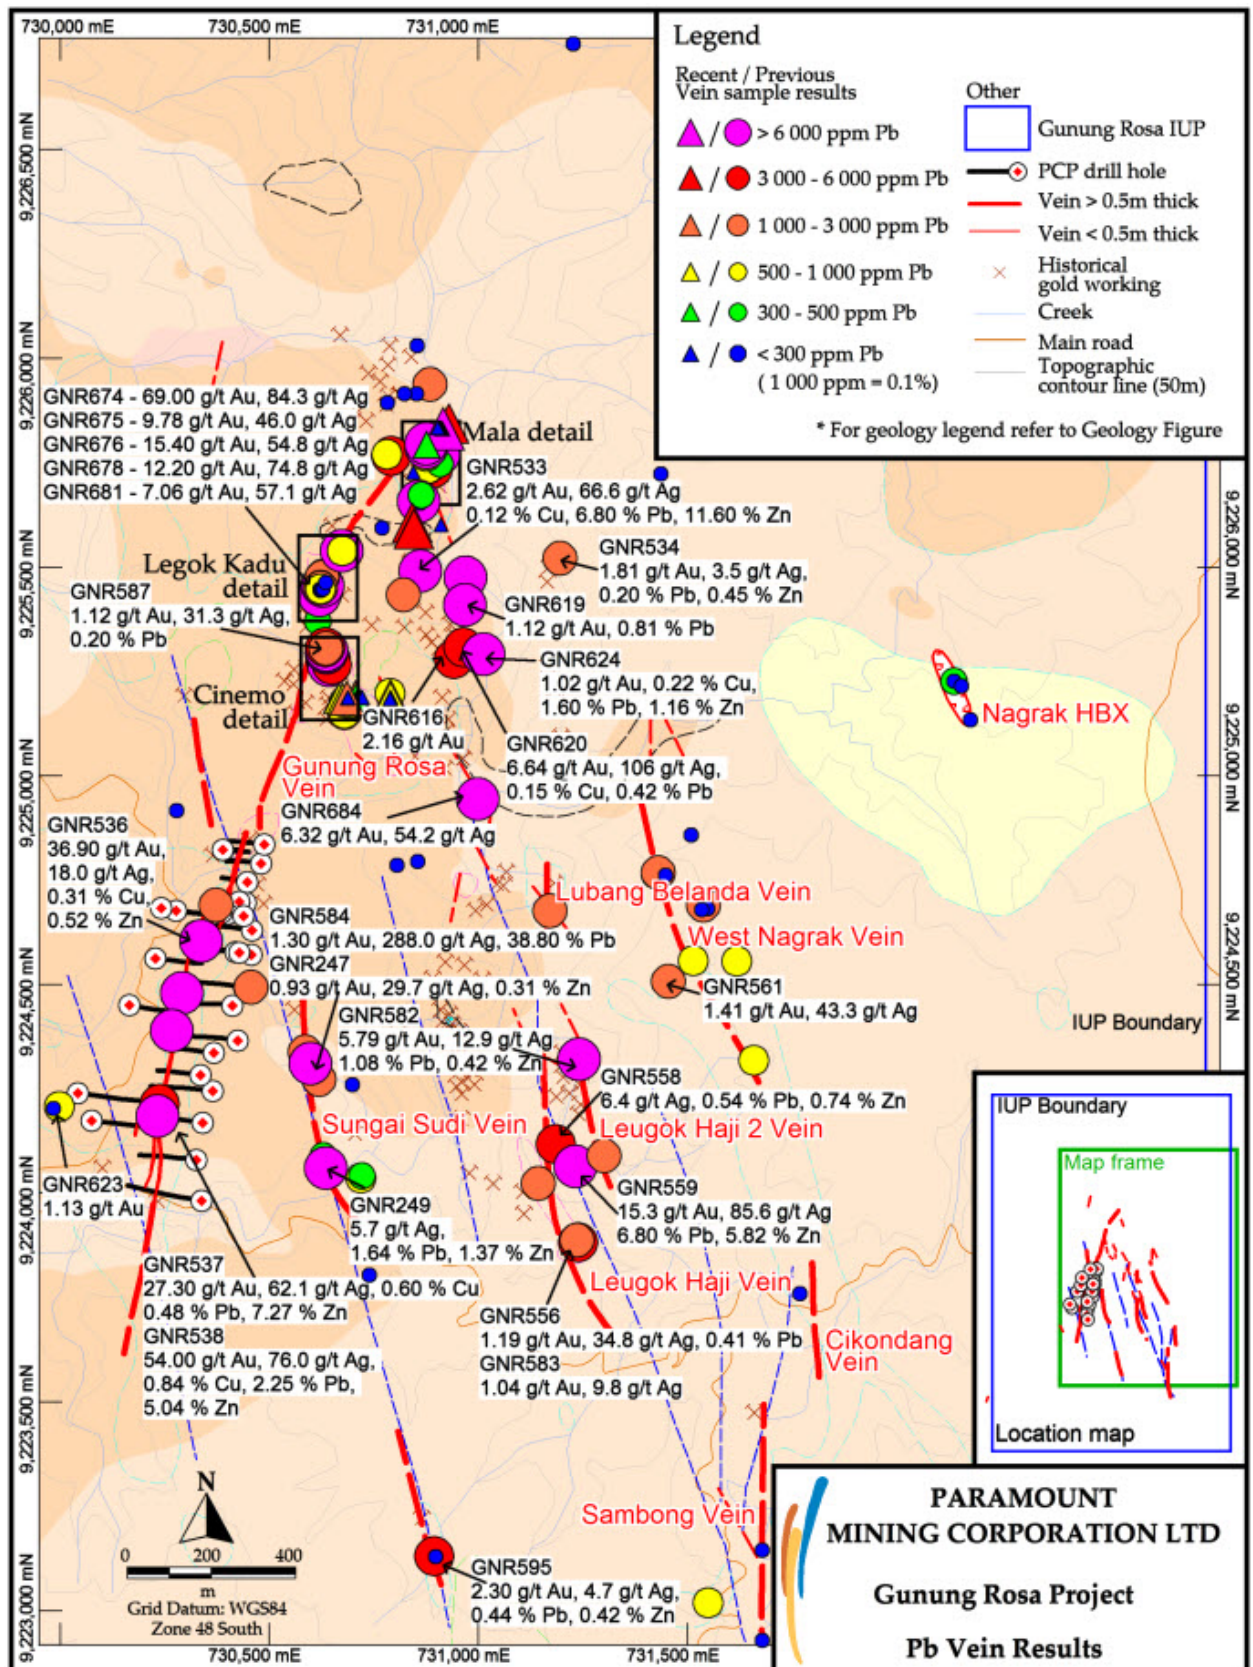 730,000 mE
730,500 mE
731,000 mE
Legend
Recent / Previous
Vein sample results
> 6 000 ppm Pb
3 000 - 6 000 ppm Pb
1 000 - 3 000 ppm Pb
500 - 1 000 ppm Pb
300 - 500 ppm Pb
< 300 ppm Pb
( 1 000 ppm = 0.1%)
Other
Gunung Rosa IUP
PCP drill hole
Vein > 0.5m thick
Vein < 0.5m thick
Historical
gold working
Creek
Main road
Topographic
contour line (50m)
* For geology legend refer to Geology Figure
9,226,500 mN
9,226,000 mN
9,226,000 mN
9,225,500 mN
9,225,000 mN
9,224,500 mN
9,224,000 mN
9,223,500 mN
9,223,000 mN
9,226,000 mN
9,225,500 mN
9,225,000 mN
9,224,500 mN
GNR674 - 69.00 g/t Au, 84.3 g/t Ag
GNR675 - 9.78 g/t Au, 46.0 g/t Ag
GNR676 - 15.40 g/t Au, 54.8 g/t Ag
GNR678 - 12.20 g/t Au, 74.8 g/t Ag
GNR681 - 7.06 g/t Au, 57.1 g/t Ag
Mala detail
GNR533
2.62 g/t Au, 66.6 g/t Ag
0.12 % Cu, 6.80 % Pb, 11.60 % Zn
Legok Kadu
detail
GNR534
1.81 g/t Au, 3.5 g/t Ag,
0.20 % Pb, 0.45 % Zn
GNR587
1.12 g/t Au, 31.3 g/t Ag,
0.20 % Pb
GNR619
1.12 g/t Au, 0.81 % Pb
GNR624
1.02 g/t Au, 0.22 % Cu,
1.60 % Pb, 1.16 % Zn
Cinemo
detail
GNR616
2.16 g/t Au
Nagrak HBX
GNR620
6.64 g/t Au, 106 g/t Ag,
0.15 % Cu, 0.42 % Pb
Gunung Rosa
Vein
GNR684
6.32 g/t Au, 54.2 g/t Ag
GNR536
36.90 g/t Au,
18.0 g/t Ag,
0.31 % Cu,
0.52 % Zn
Lubang Belanda Vein
GNR584
1.30 g/t Au, 288.0 g/t Ag, 38.80 % Pb
West Nagrak Vein
GNR247
0.93 g/t Au, 29.7 g/t Ag, 0.31 % Zn
GNR561
1.41 g/t Au, 43.3 g/t Ag
IUP Boundary
GNR582
5.79 g/t Au, 12.9 g/t Ag
1.08 % Pb, 0.42 % Zn
GNR558
6.4 g/t Ag, 0.54 % Pb, 0.74 % Zn
Sungai Sudi Vein
Leugok Haji 2 Vein
GNR623
1.13 g/t Au
GNR249
5.7 g/t Ag,
1.64 % Pb, 1.37 % Zn
GNR559
15.3 g/t Au, 85.6 g/t Ag
6.80 % Pb, 5.82 % Zn
GNR537
27.30 g/t Au, 62.1 g/t Ag, 0.60 % Cu
0.48 % Pb, 7.27 % Zn
GNR538
54.00 g/t Au, 76.0 g/t Ag,
0.84 % Cu, 2.25 % Pb,
5.04 % Zn
Leugok Haji Vein
GNR556
1.19 g/t Au, 34.8 g/t Ag, 0.41 % Pb
GNR583
1.04 g/t Au, 9.8 g/t Ag
Cikondang
Vein
Sambong Vein
GNR595
2.30 g/t Au, 4.7 g/t Ag,
0.44 % Pb, 0.42 % Zn
IUP Boundary
Map frame
Location map
N
0 200 400
m
Grid Datum: WGS84
Zone 48 South
730,500 mE
731,000 mE
731,500 mE
PARAMOUNT
MINING CORPORATION LTD
Gunung Rosa Project
Pb Vein Results